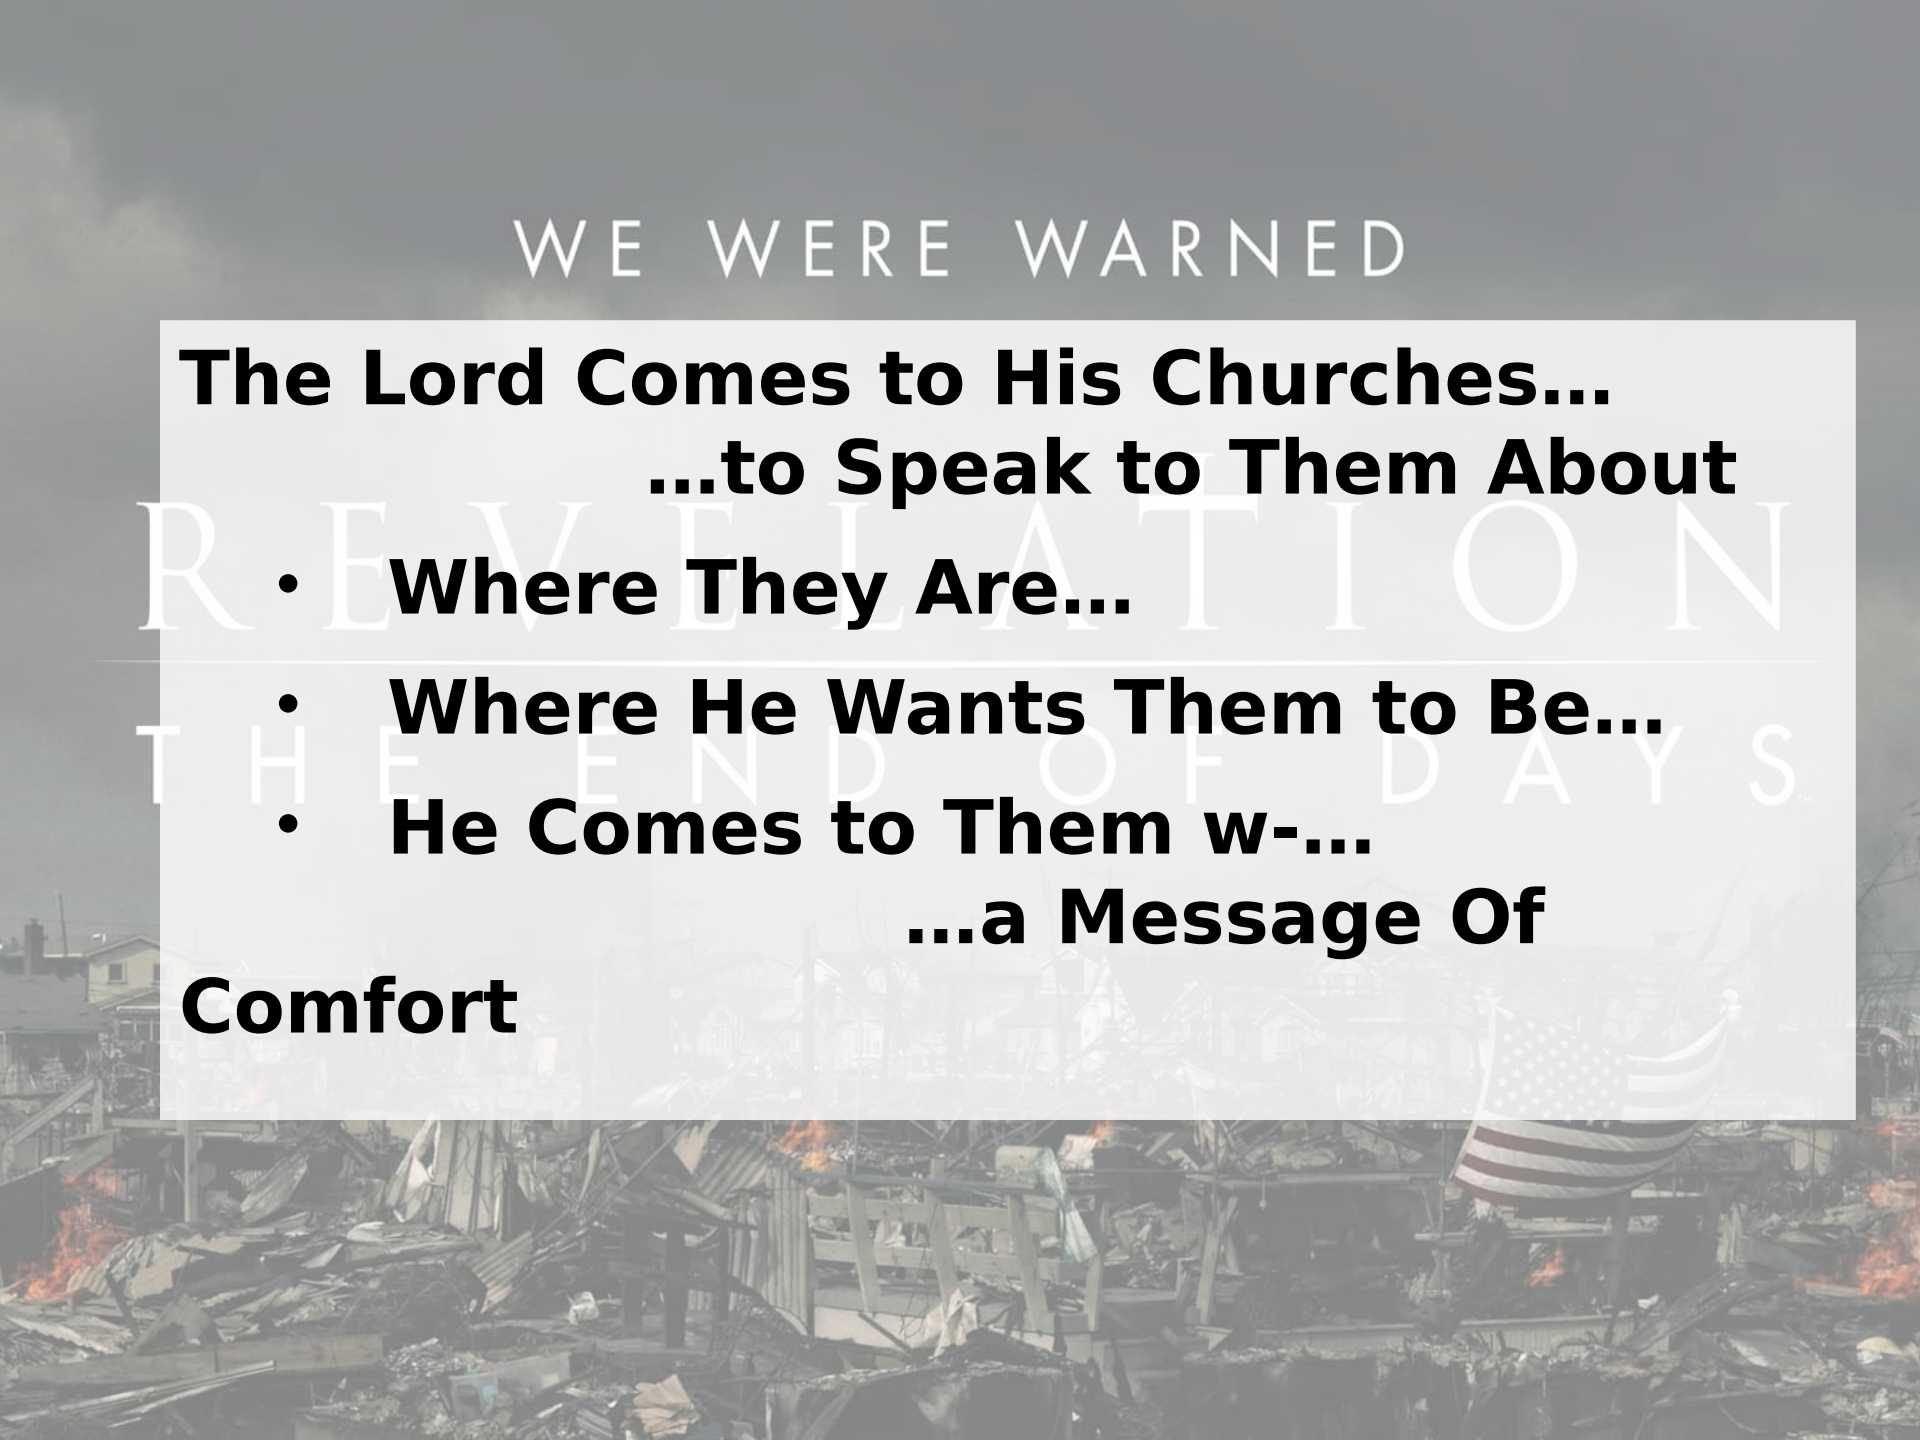 WE WERE WARNED
The Lord Comes to His Churches…
…to Speak to Them About
REVELATION
• Where They Are…
• Where He Wants Them to Be…
THE END OF DAYS™
• He Comes to Them w-…
…a Message Of
Comfort